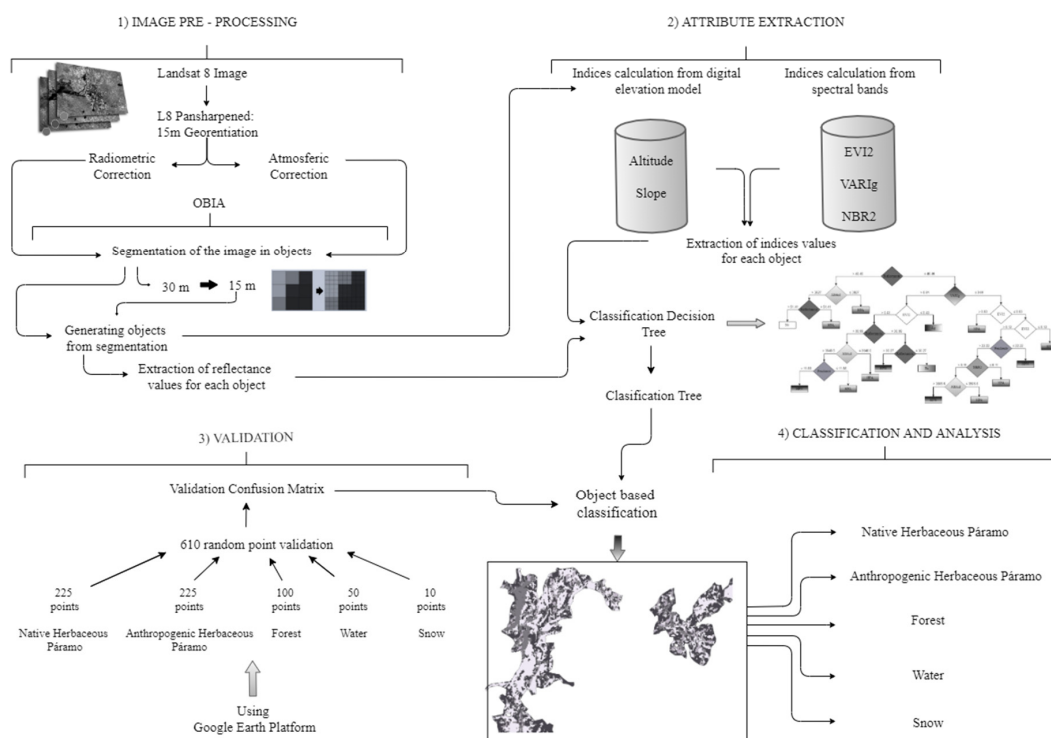 1) IMAGE PRE - PROCESSING
Landsat 8 Image
L8 Pansharpened:
15m Georentiation
Radiometric
Correction
Atmosferic
Correction
OBIA
Segmentation of the image in objects
30 m
15 m
Generating objects
from segmentation
Extraction of reflectance
values for each object
2) ATTRIBUTE EXTRACTION
Indices calculation from digital
elevation model
Indices calculation from
spectral bands
Altitude
Slope
EVI2
VARIg
NBR2
Extraction of indices values
for each object
Classification Decision
Tree
Clasification Tree
3) VALIDATION
Validation Confusion Matrix
610 random point validation
225
points
225
points
100
points
50
points
10
points
Native Herbaceous
Páramo
Anthropogenic Herbaceous
Páramo
Forest
Water
Snow
Using
Google Earth Platform
Object based
classification
4) CLASSIFICATION AND ANALYSIS
Native Herbaceous Páramo
Anthropogenic Herbaceous Páramo
Forest
Water
Snow